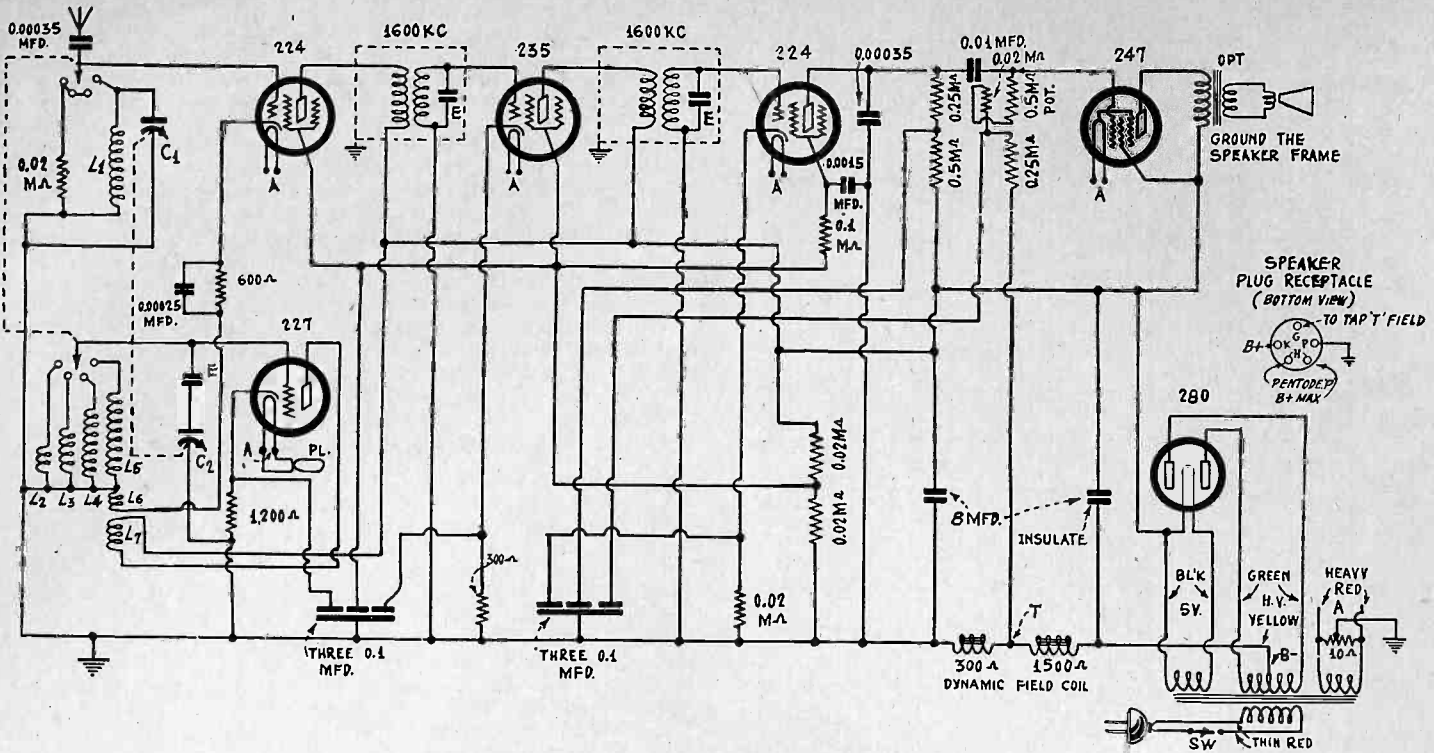 0.00035
MFD.
224
1600KC
235
1600KC
224
0.00035
0.01 MFD.
0.02
MΩ
247
OPT
GROUND THE
SPEAKER FRAME
0.02
MΩ
L1
C1
A
E
A
E
A
0.0015
MFD.
0.1
MΩ
0.25MΩ
0.5MΩ
0.5MΩ
POT.
0.25MΩ
A
600Ω
0.00025
MFD.
227
SPEAKER
PLUG RECEPTACLE
(BOTTOM VIEW)
TO TAP 'T' FIELD
B+
K
G
P
H
PENTODE P
B+ MAX
280
C2
A
PL.
L2
L3
L4
L5
L6
L7
1,200Ω
300Ω
0.02MΩ
0.02MΩ
8 MFD.
INSULATE
BL'K
5V.
GREEN
H.V.
YELLOW
HEAVY
RED
A
10Ω
B-
THREE 0.1
MFD.
THREE 0.1
MFD.
0.02
MΩ
T
300Ω
1500Ω
DYNAMIC FIELD COIL
SW
THIN RED